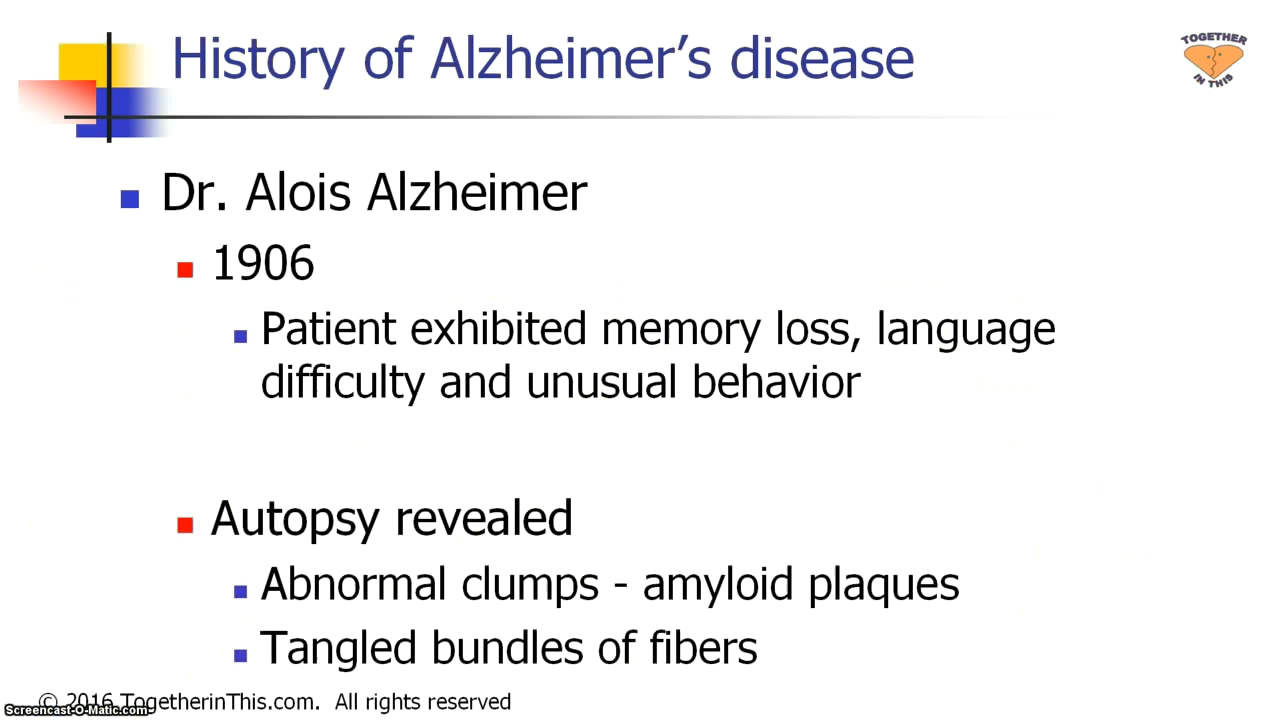 History of Alzheimer’s disease
TOGETHER
IN THIS
Dr. Alois Alzheimer
1906
Patient exhibited memory loss, language
difficulty and unusual behavior
Autopsy revealed
Abnormal clumps - amyloid plaques
Tangled bundles of fibers
© 2016 TogetherinThis.com. All rights reserved
Screencast-O-Matic.com